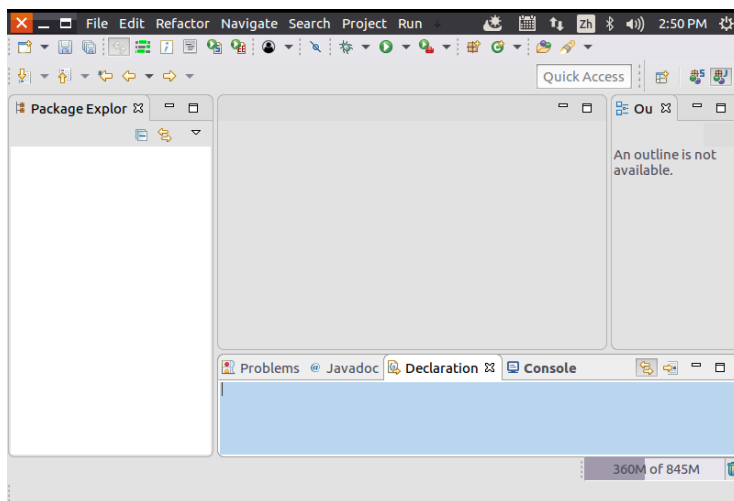 File Edit Refactor Navigate Search Project Run Zh 2:50 PM
Quick Access
Package Explor Ou
An outline is not
available.
Problems @ Javadoc Declaration Console
360M of 845M